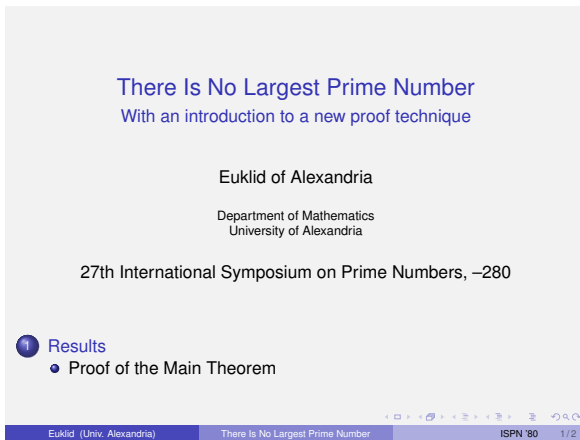 There Is No Largest Prime Number
With an introduction to a new proof technique
Euklid of Alexandria
Department of Mathematics
University of Alexandria
27th International Symposium on Prime Numbers, –280
1 Results
Proof of the Main Theorem
Euklid (Univ. Alexandria) There Is No Largest Prime Number ISPN '80 1 / 2